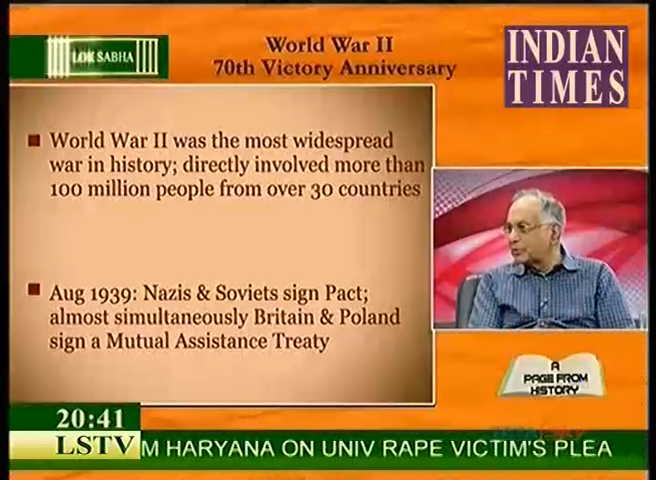 LOK SABHA
World War II
70th Victory Anniversary
INDIAN
TIMES
■ World War II was the most widespread
war in history; directly involved more than
100 million people from over 30 countries
■ Aug 1939: Nazis & Soviets sign Pact;
almost simultaneously Britain & Poland
sign a Mutual Assistance Treaty
A
PAGE FROM
HISTORY
20:41
LSTV
M HARYANA ON UNIV RAPE VICTIM'S PLEA